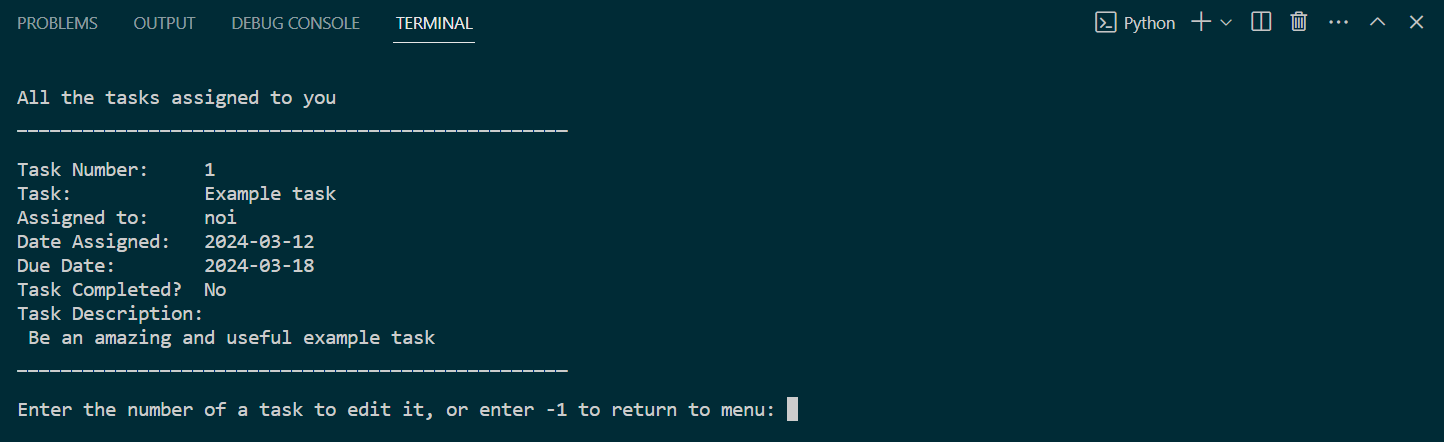 PROBLEMS OUTPUT DEBUG CONSOLE TERMINAL Python
All the tasks assigned to you
Task Number: 1
Task: Example task
Assigned to: noi
Date Assigned: 2024-03-12
Due Date: 2024-03-18
Task Completed? No
Task Description:
Be an amazing and useful example task
Enter the number of a task to edit it, or enter -1 to return to menu: